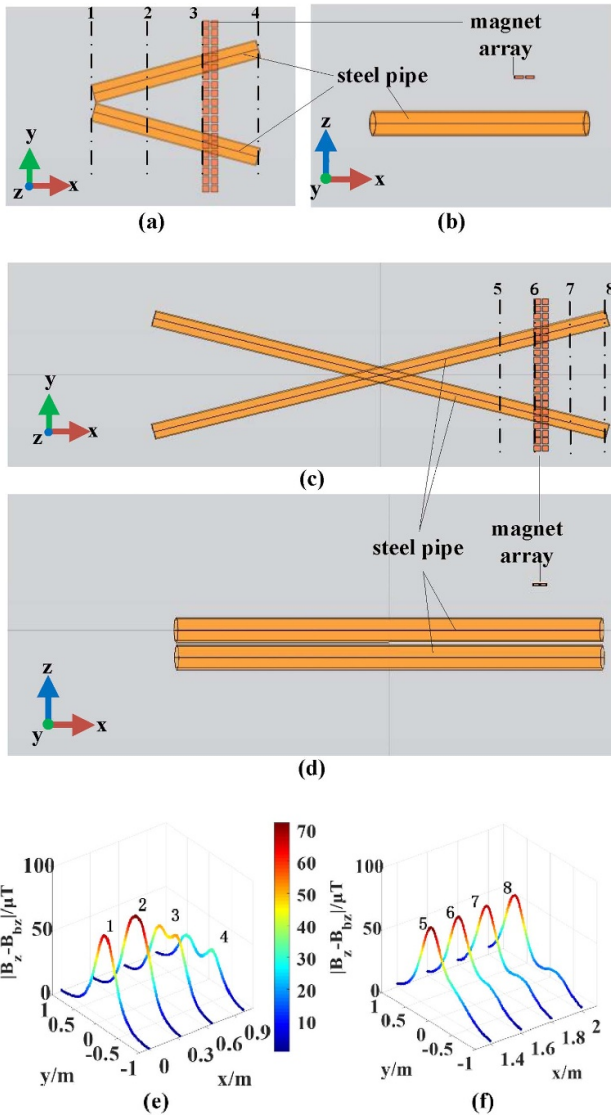 1 2 3 4
magnet
array
steel pipe
y
z x
(a)
z
y x
(b)
5 6 7 8
y
z x
(c)
magnet
array
steel pipe
z
y x
(d)
100
50
0
|Bz-Bbz|/μT
1 2 3 4
1 0.5 0 -0.5 -1
y/m
0 0.3 0.6 0.9
x/m
(e)
70
60
50
40
30
20
10
100
50
0
|Bz-Bbz|/μT
5 6 7 8
1 0.5 0 -0.5 -1
y/m
1.4 1.6 1.8 2
x/m
(f)